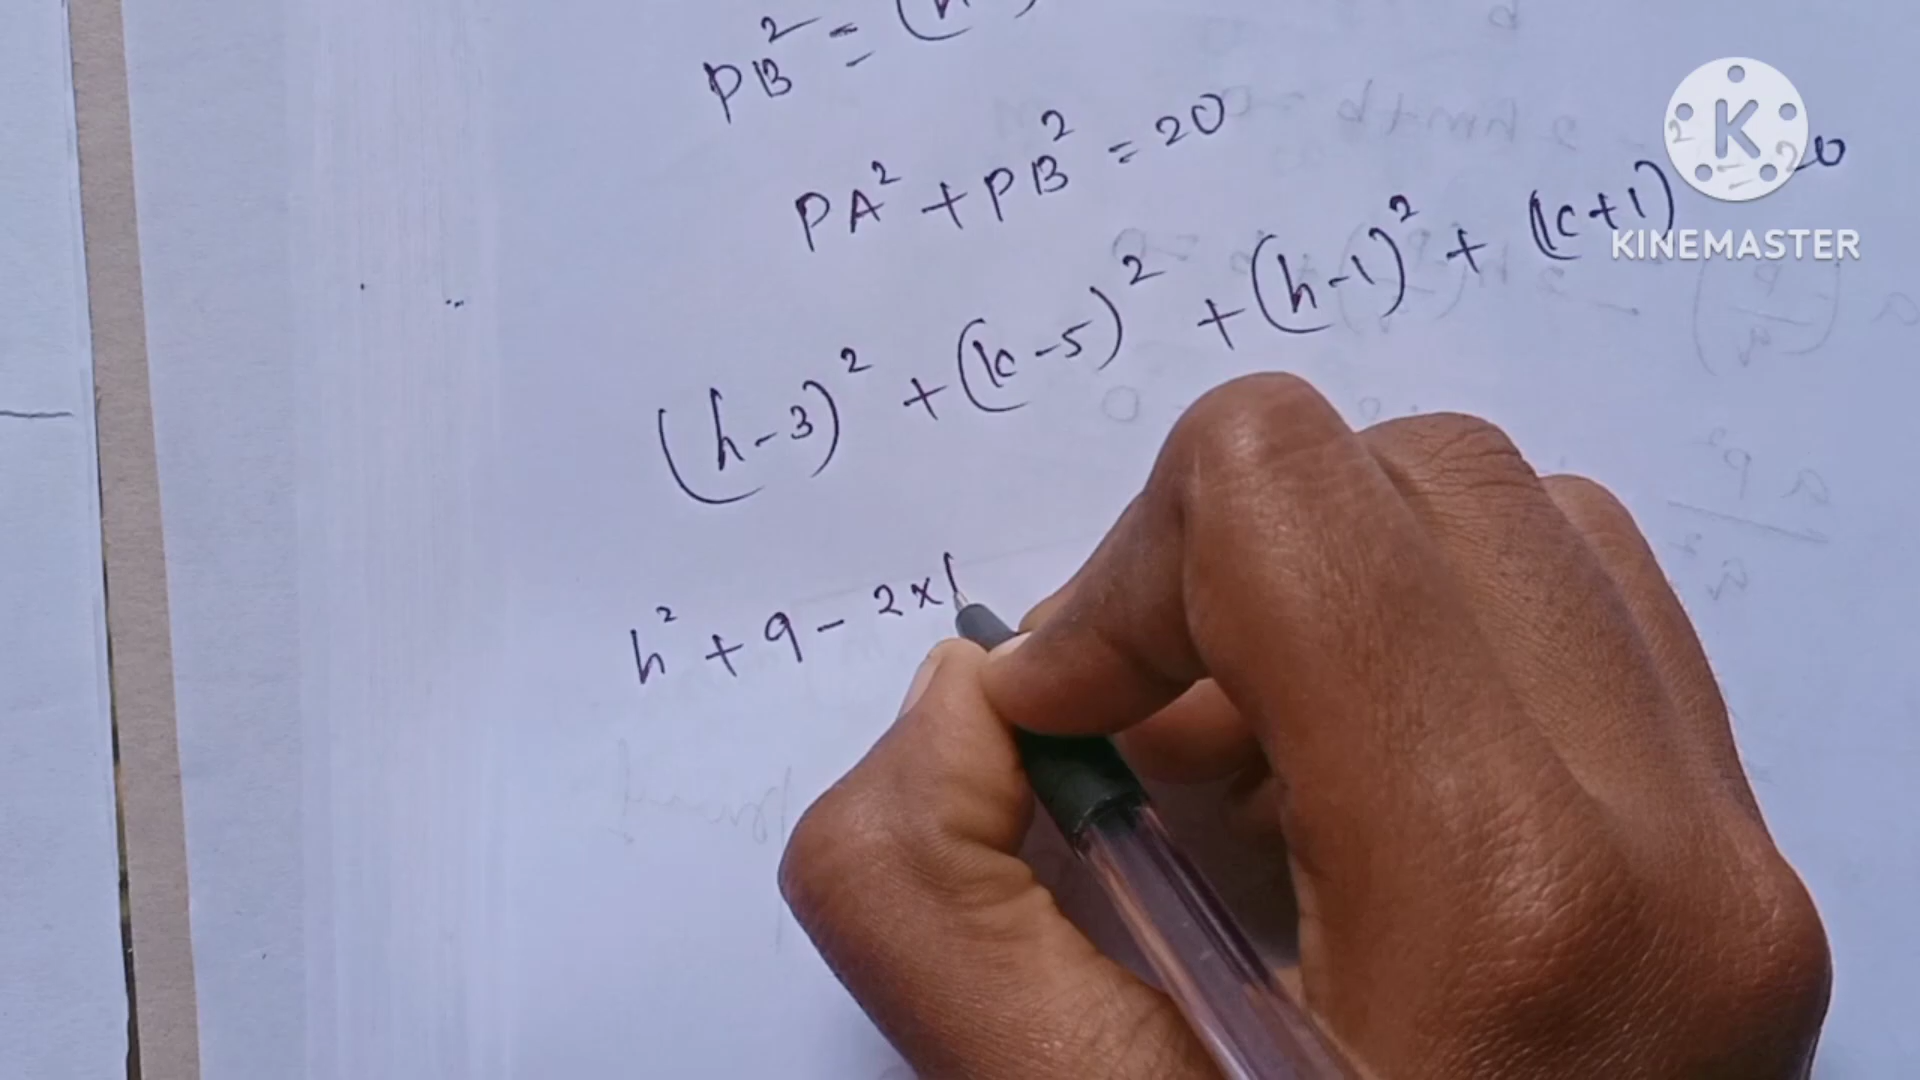 PB² = (h
PA² + PB² = 20
(h-3)² + (k-5)² + (h-1)² + (k+1)² = 20
h² + 9 - 2×
K
KINEMASTER